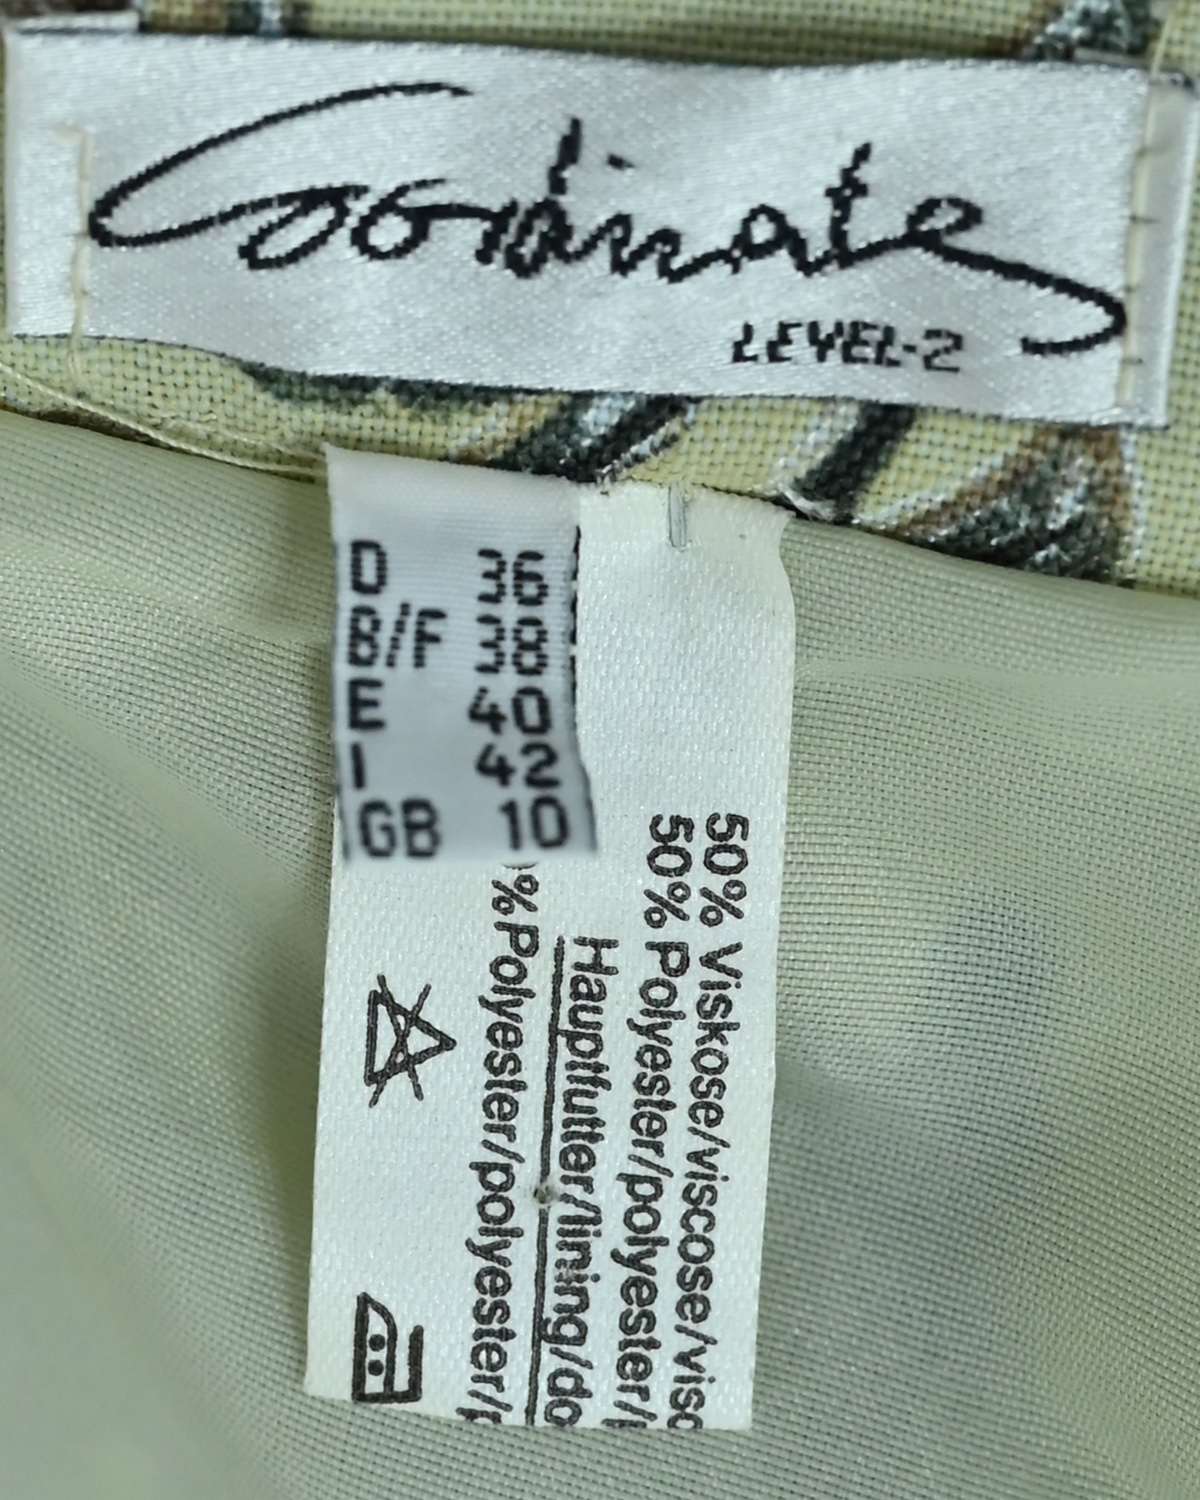 Coordinate
LEVEL-2
D 36
B/F 38
E 40
I 42
GB 10
50% Viskose/viscose/visc
50% Polyester/polyester/
Hauptfutter/lining/do
% Polyester/polyester/